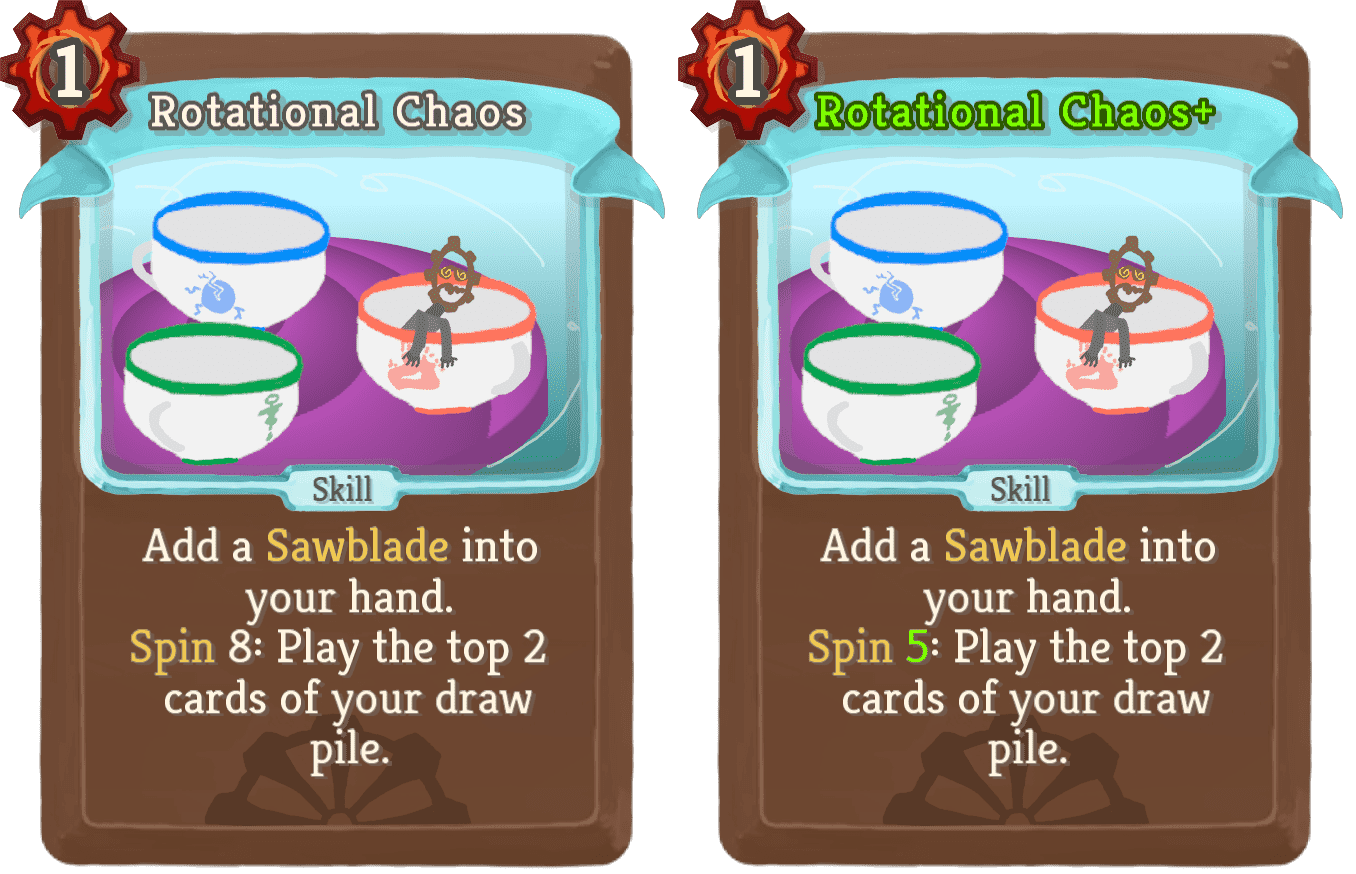 1
Rotational Chaos
Skill
Add a Sawblade into
your hand.
Spin 8: Play the top 2
cards of your draw
pile.
1
Rotational Chaos+
Skill
Add a Sawblade into
your hand.
Spin 5: Play the top 2
cards of your draw
pile.